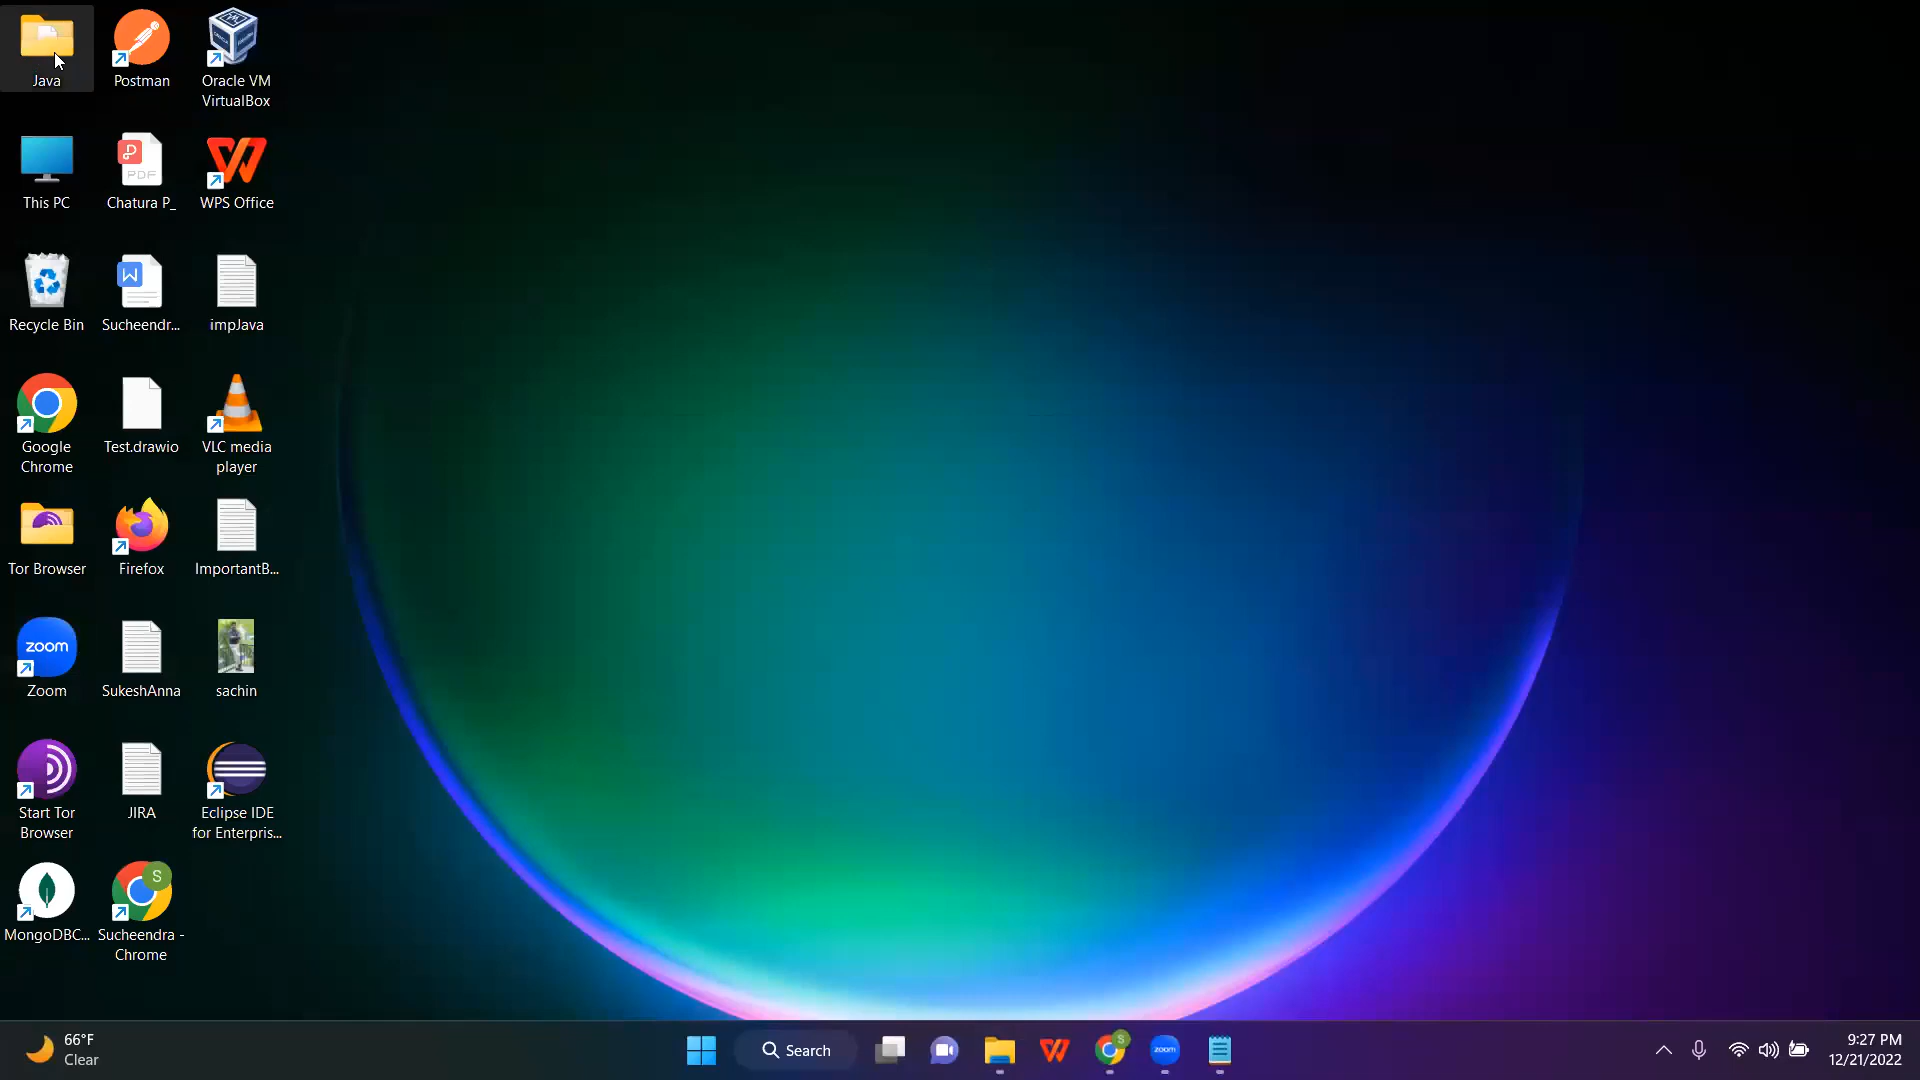 Java
Postman
Oracle VM
VirtualBox
This PC
PDF
Chatura P_
WPS Office
Recycle Bin
W
Sucheendr...
impJava
Google
Chrome
Test.drawio
VLC media
player
Tor Browser
Firefox
ImportantB...
zoom
Zoom
SukeshAnna
sachin
Start Tor
Browser
JIRA
Eclipse IDE
for Enterpris...
MongoDBC...
S
Sucheendra -
Chrome
66°F
Clear
Search
S
zoom
9:27 PM
12/21/2022